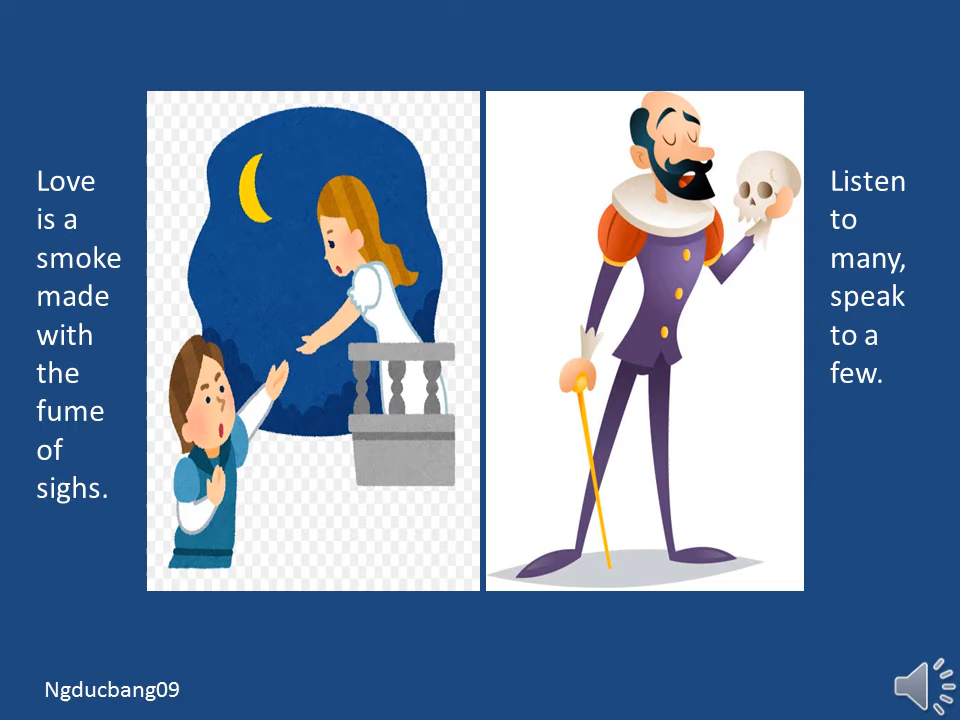 Love
is a
smoke
made
with
the
fume
of
sighs.
Listen
to
many,
speak
to a
few.
Ngducbang09